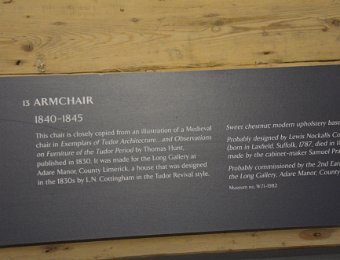 13 ARMCHAIR
1840–1845
This chair is closely copied from an illustration of a Medieval
chair in Exemplars of Tudor Architecture...and Observations
on Furniture of the Tudor Period by Thomas Hunt,
published in 1830. It was made for the Long Gallery at
Adare Manor, County Limerick, a house that was designed
in the 1830s by L.N. Cottingham in the Tudor Revival style.
Sweet chestnut; modern upholstery
Probably designed by Lewis Nockalls
(born in Laxfield, Suffolk, 1787, died in
made by the cabinet-maker Samuel
Probably commissioned by the 2nd
the Long Gallery, Adare Manor, County
Museum no. W.21-1982